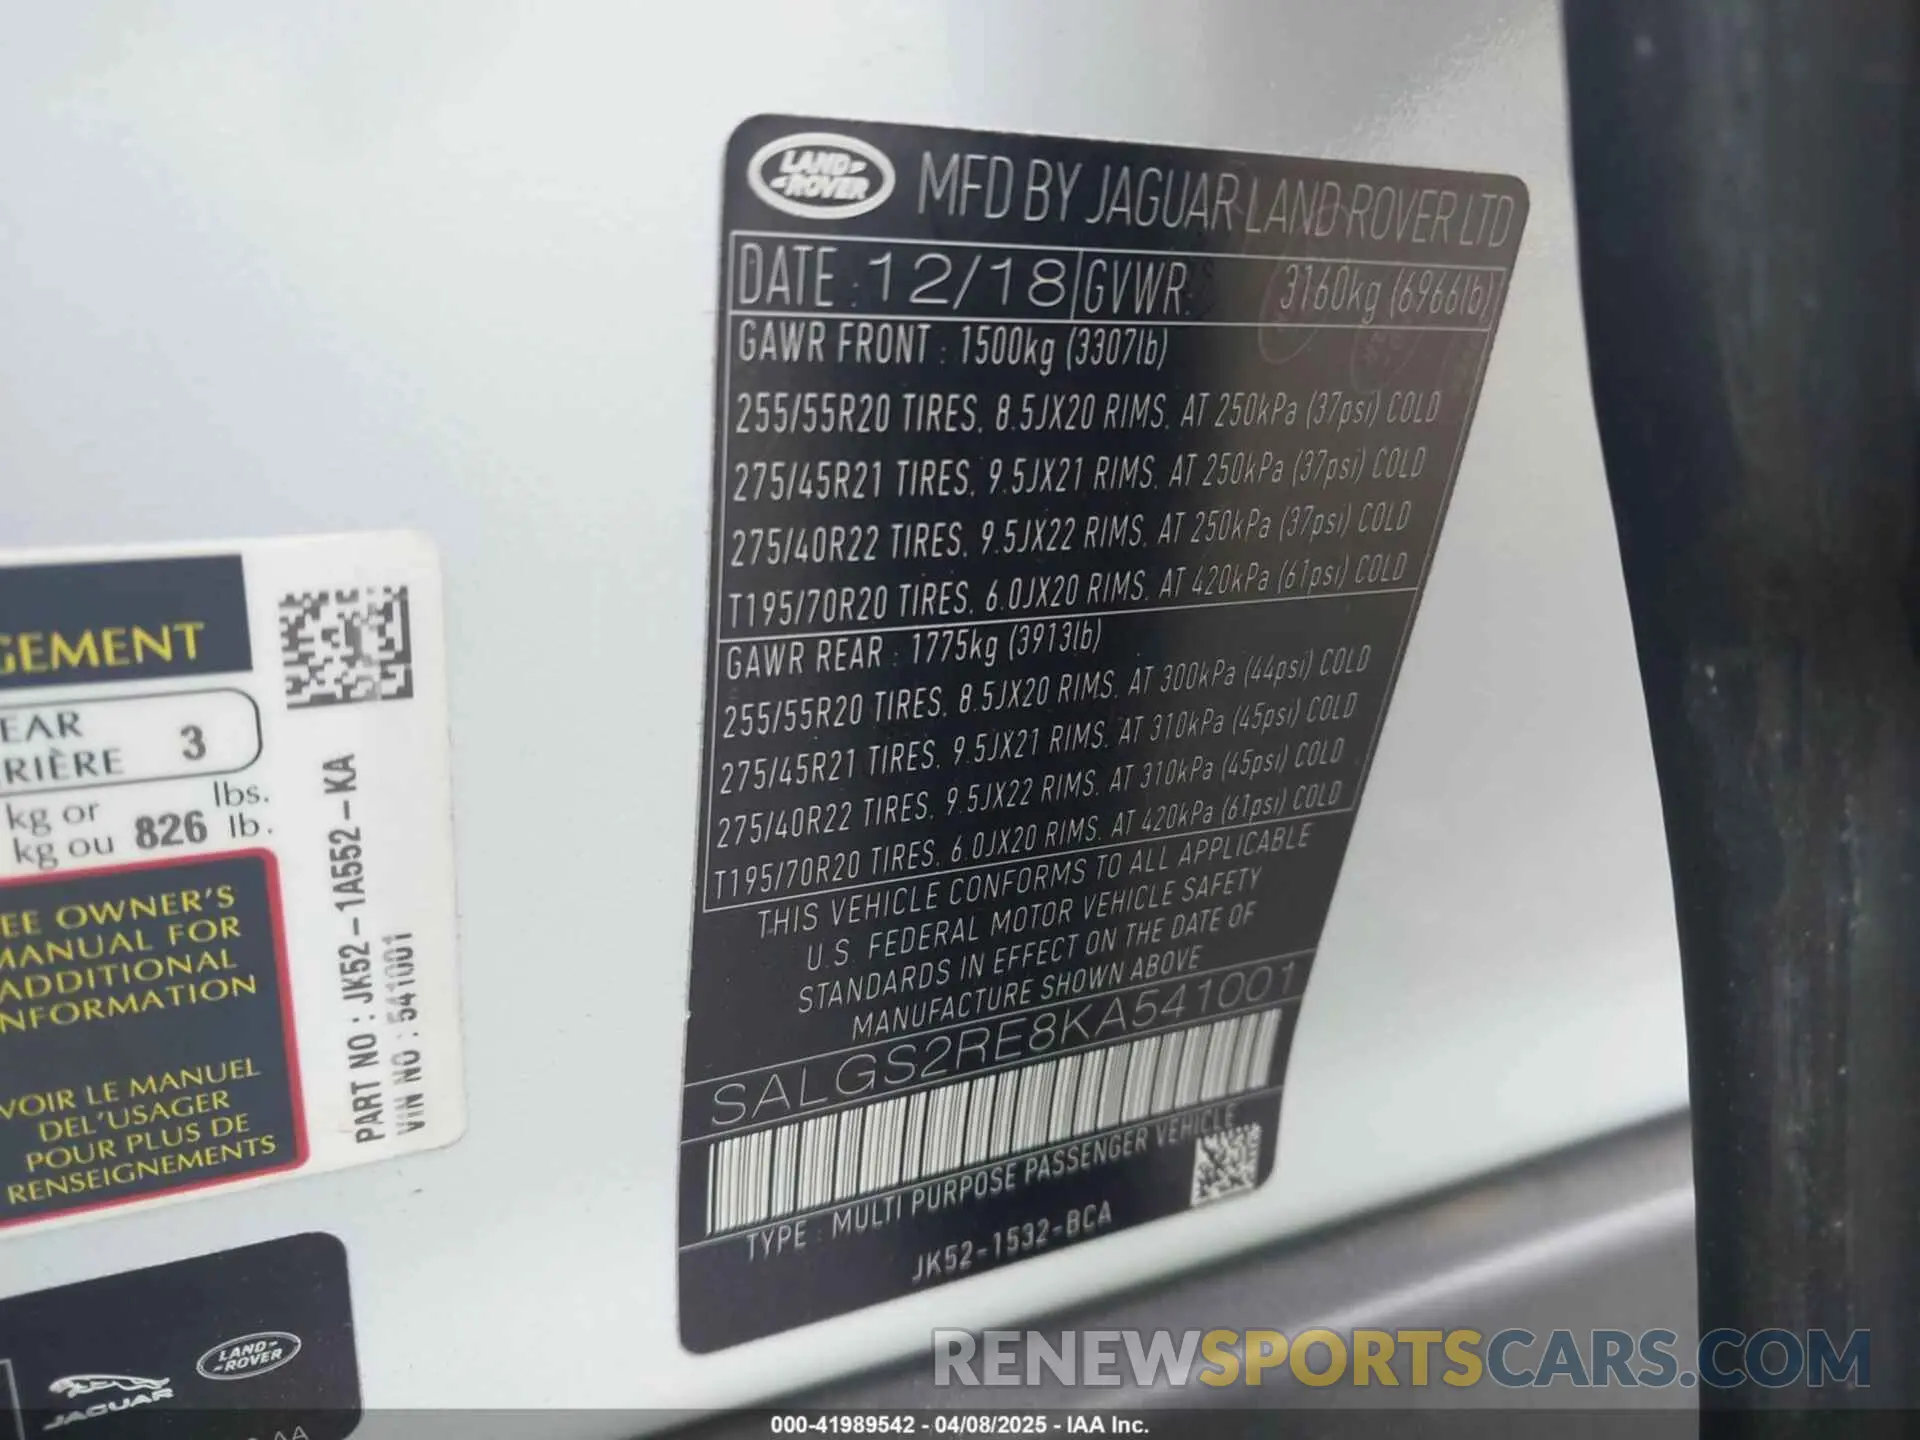 LAND ROVER
MFD BY JAGUAR LAND ROVER LTD
DATE : 12/18 GVWR: 3160kg (6966lb)
GAWR FRONT : 1500kg (3307lb)
255/55R20 TIRES, 8.5JX20 RIMS, AT 250kPa (37psi) COLD
275/45R21 TIRES, 9.5JX21 RIMS, AT 250kPa (37psi) COLD
275/40R22 TIRES, 9.5JX22 RIMS, AT 250kPa (37psi) COLD
T195/70R20 TIRES, 6.0JX20 RIMS, AT 420kPa (61psi) COLD
GAWR REAR : 1775kg (3913lb)
255/55R20 TIRES, 8.5JX20 RIMS, AT 300kPa (44psi) COLD
275/45R21 TIRES, 9.5JX21 RIMS, AT 310kPa (45psi) COLD
275/40R22 TIRES, 9.5JX22 RIMS, AT 310kPa (45psi) COLD
T195/70R20 TIRES, 6.0JX20 RIMS, AT 420kPa (61psi) COLD
THIS VEHICLE CONFORMS TO ALL APPLICABLE
U.S. FEDERAL MOTOR VEHICLE SAFETY
STANDARDS IN EFFECT ON THE DATE OF
MANUFACTURE SHOWN ABOVE
SALGS2RE8KA541001
TYPE : MULTI PURPOSE PASSENGER VEHICLE
JK52-1532-BCA
GEMENT
EAR
RIÈRE 3
kg or lbs.
kg ou 826 lb.
EE OWNER'S
MANUAL FOR
ADDITIONAL
NFORMATION
VOIR LE MANUEL
DEL'USAGER
POUR PLUS DE
RENSEIGNEMENTS
PART NO : JK52-1A552-KA
VIN NO : 541001
JAGUAR
LAND ROVER
AA
RENEWSPORTSCARS.COM
000-41989542 - 04/08/2025 - IAA Inc.